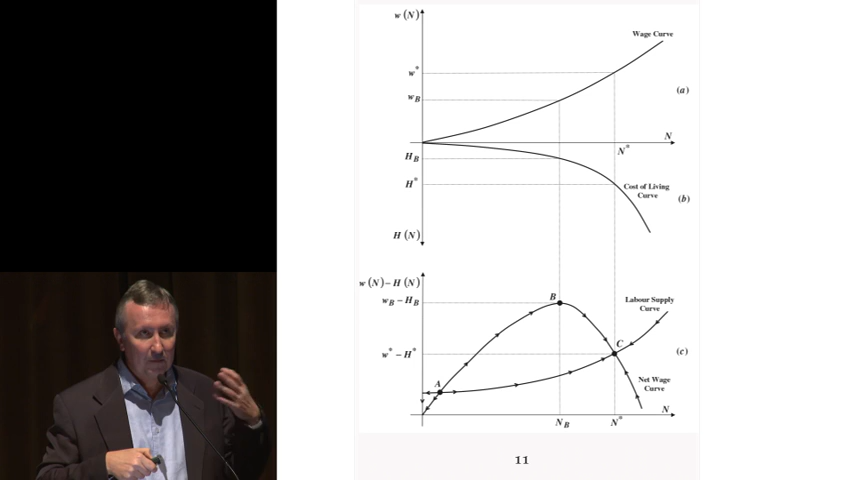 w (N)
Wage Curve
w*
w_B
(a)
N
N*
H_B
H*
Cost of Living
Curve
(b)
H (N)
w (N) – H (N)
w_B – H_B
B
Labour Supply
Curve
w* – H*
C
(c)
A
Net Wage
Curve
N
N_B
N*
11